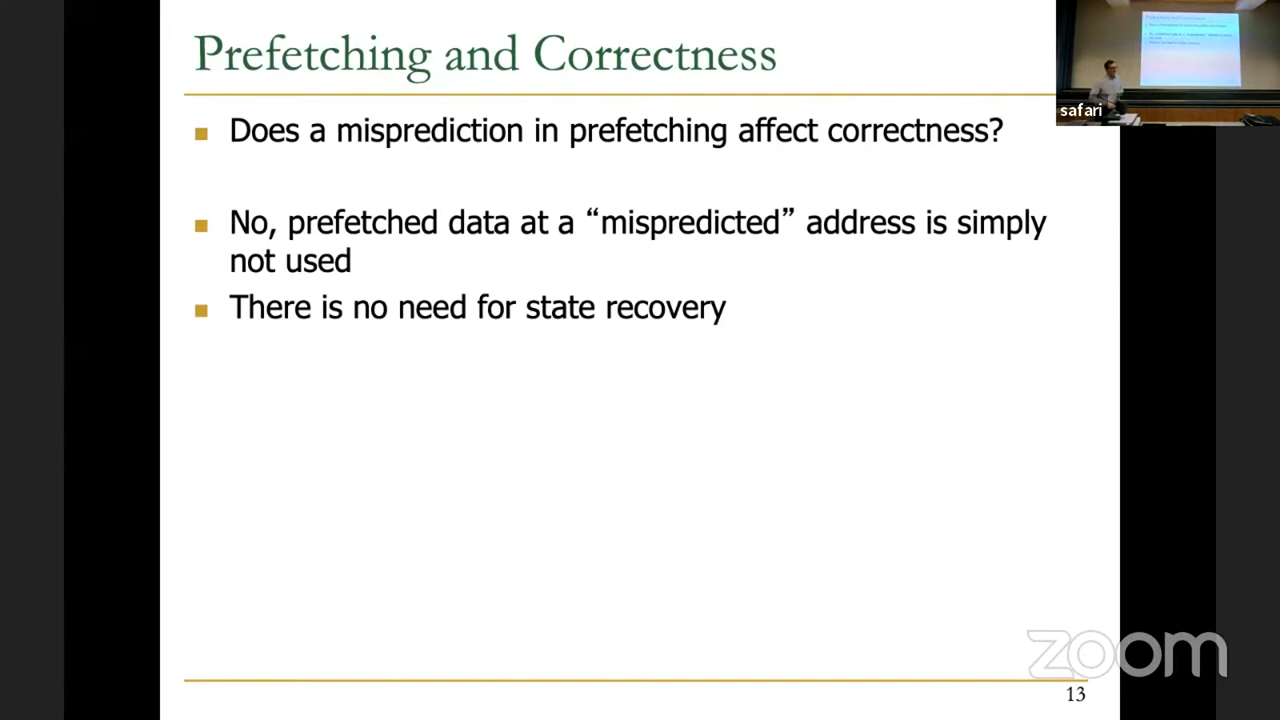 Prefetching and Correctness
safari
Does a misprediction in prefetching affect correctness?
No, prefetched data at a “mispredicted” address is simply
not used
There is no need for state recovery
zoom
13